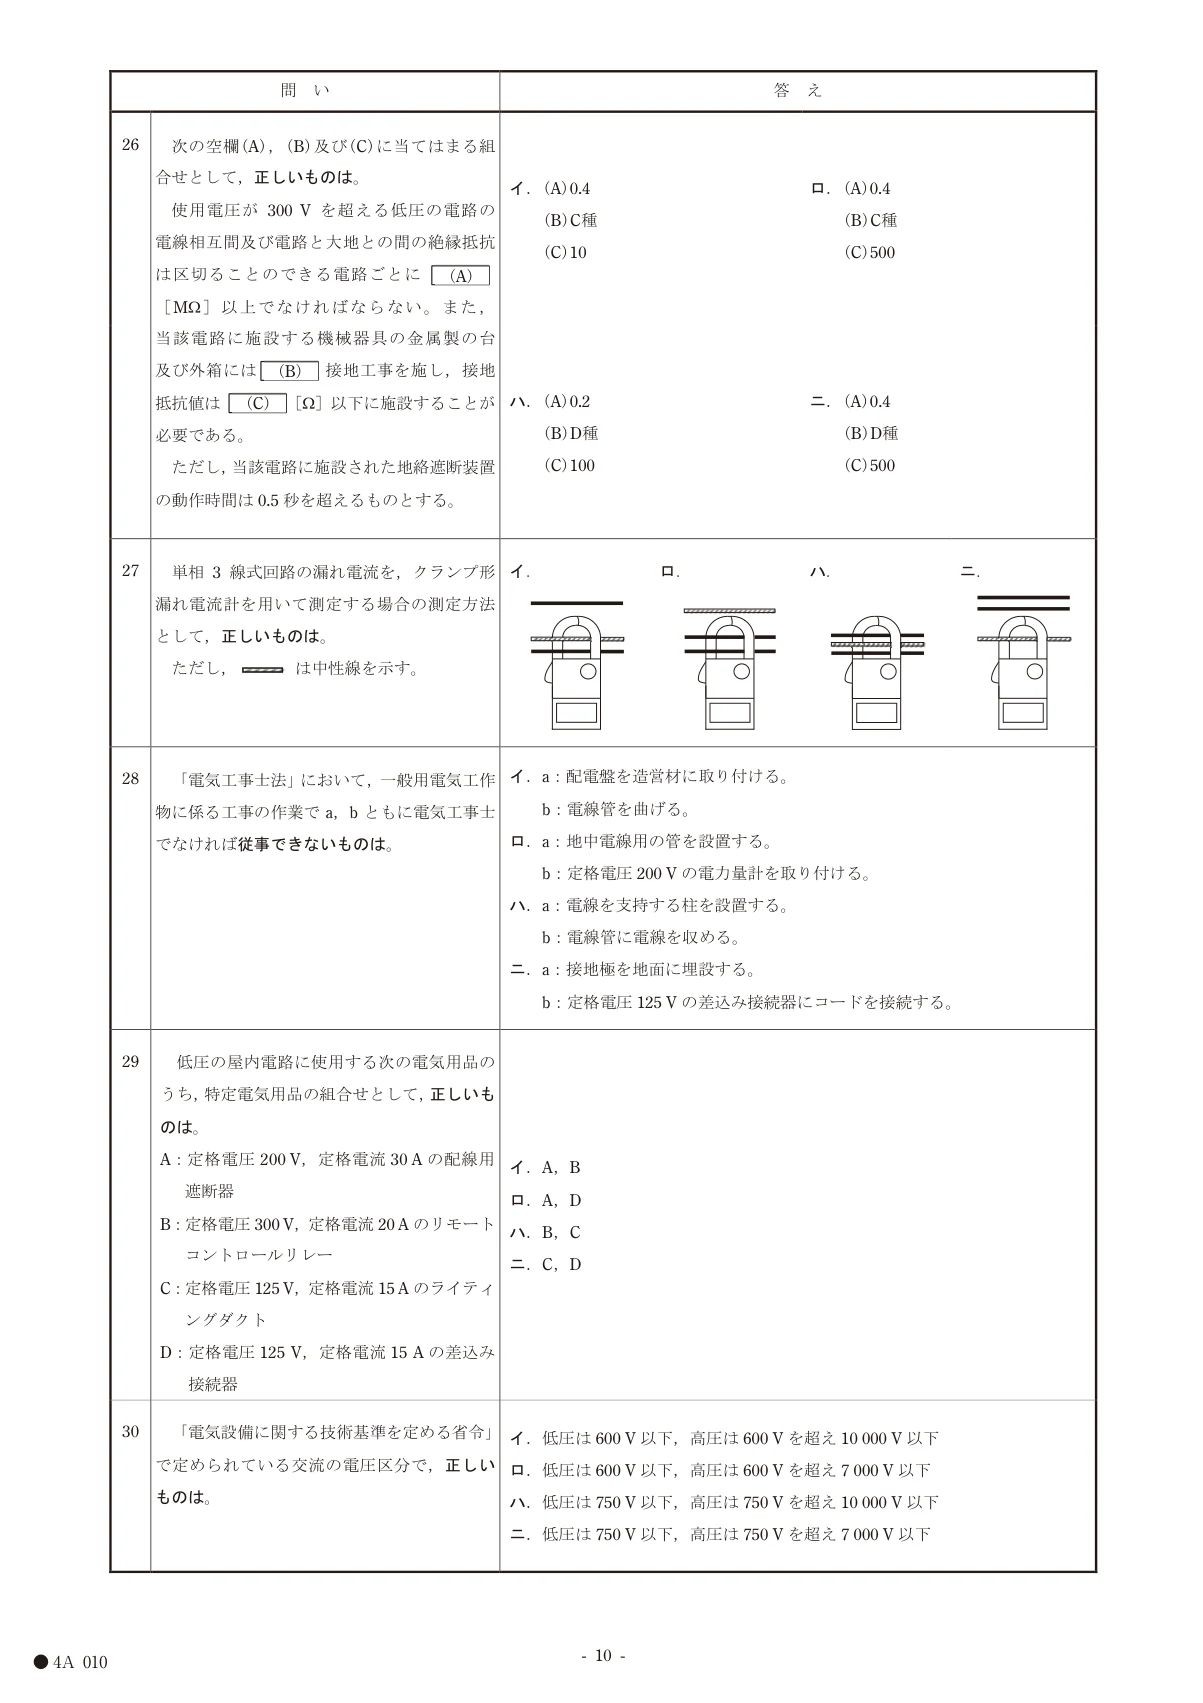 問　い　　　　　　　　　　　　　　答　え
26
　次の空欄(A)，(B)及び(C)に当てはまる組
合せとして，正しいものは。
　使用電圧が 300 V を超える低圧の電路の
電線相互間及び電路と大地との間の絶縁抵抗
は区切ることのできる電路ごとに (A)
［MΩ］以上でなければならない。また，
当該電路に施設する機械器具の金属製の台
及び外箱には (B) 接地工事を施し，接地
抵抗値は (C) ［Ω］以下に施設することが
必要である。
　ただし，当該電路に施設された地絡遮断装置
の動作時間は 0.5 秒を超えるものとする。
イ．(A)0.4　　ロ．(A)0.4
(B)C種　　(B)C種
(C)10　　(C)500
ハ．(A)0.2　　ニ．(A)0.4
(B)D種　　(B)D種
(C)100　　(C)500
27
　単相 3 線式回路の漏れ電流を，クランプ形
漏れ電流計を用いて測定する場合の測定方法
として，正しいものは。
　ただし，　　は中性線を示す。
イ．　　ロ．　　ハ．　　ニ．
28
　「電気工事士法」において，一般用電気工作
物に係る工事の作業で a，b ともに電気工事士
でなければ従事できないものは。
イ．a：配電盤を造営材に取り付ける。
b：電線管を曲げる。
ロ．a：地中電線用の管を設置する。
b：定格電圧 200 V の電力量計を取り付ける。
ハ．a：電線を支持する柱を設置する。
b：電線管に電線を収める。
ニ．a：接地極を地面に埋設する。
b：定格電圧 125 V の差込み接続器にコードを接続する。
29
　低圧の屋内電路に使用する次の電気用品の
うち，特定電気用品の組合せとして，正しいも
のは。
A：定格電圧 200 V，定格電流 30 A の配線用
遮断器
B：定格電圧 300 V，定格電流 20 A のリモート
コントロールリレー
C：定格電圧 125 V，定格電流 15 A のライティ
ングダクト
D：定格電圧 125 V，定格電流 15 A の差込み
接続器
イ．A，B
ロ．A，D
ハ．B，C
ニ．C，D
30
　「電気設備に関する技術基準を定める省令」
で定められている交流の電圧区分で，正しい
ものは。
イ．低圧は 600 V 以下，高圧は 600 V を超え 10 000 V 以下
ロ．低圧は 600 V 以下，高圧は 600 V を超え 7 000 V 以下
ハ．低圧は 750 V 以下，高圧は 750 V を超え 10 000 V 以下
ニ．低圧は 750 V 以下，高圧は 750 V を超え 7 000 V 以下
- 10 -
●4A 010